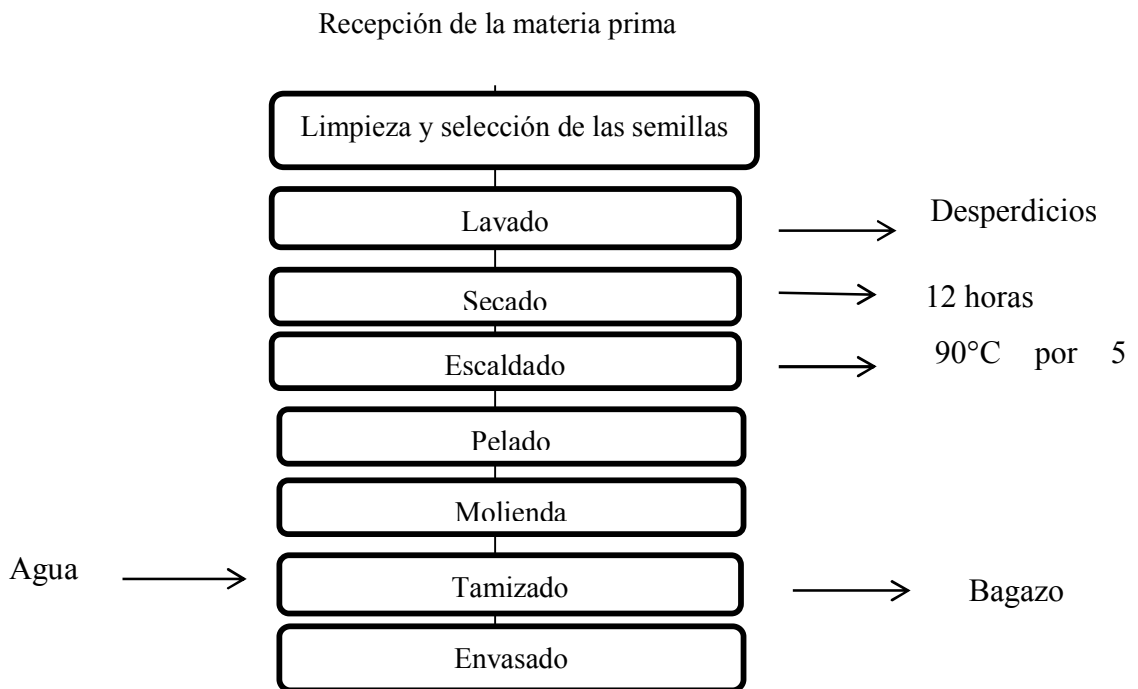 Recepción de la materia prima
Limpieza y selección de las semillas
Lavado
Desperdicios
Secado
12 horas
Escaldado
90°C por 5
Pelado
Molienda
Agua
Tamizado
Bagazo
Envasado